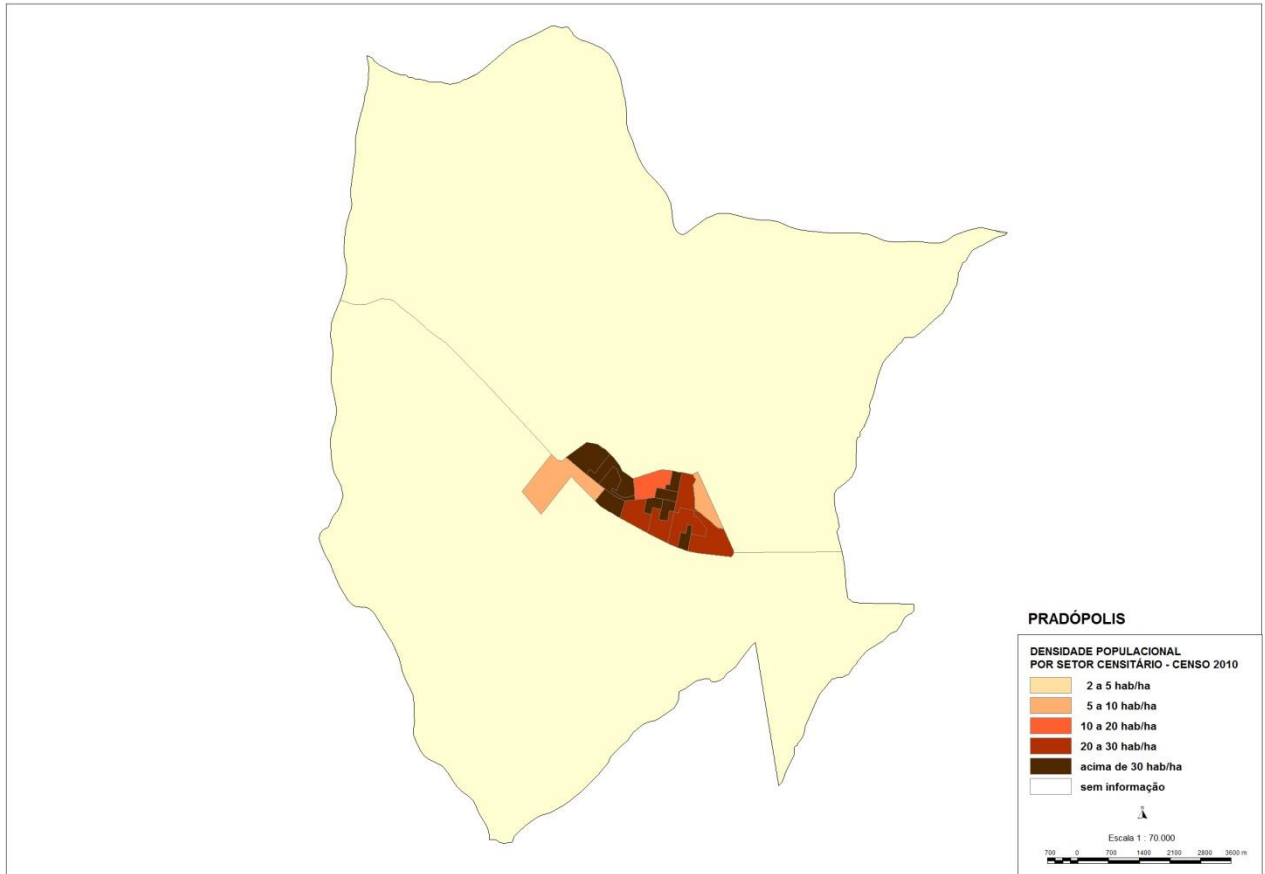 PRADÓPOLIS
DENSIDADE POPULACIONAL
POR SETOR CENSITÁRIO - CENSO 2010
2 a 5 hab/ha
5 a 10 hab/ha
10 a 20 hab/ha
20 a 30 hab/ha
acima de 30 hab/ha
sem informação
N
Escala 1 : 70.000
700 0 700 1400 2100 2800 3600 m